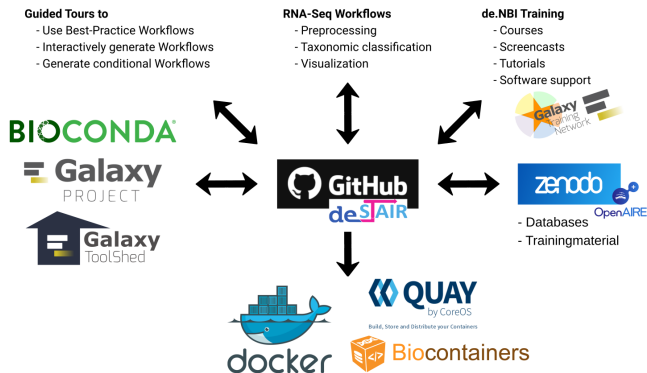 Guided Tours to
- Use Best-Practice Workflows
- Interactively generate Workflows
- Generate conditional Workflows
RNA-Seq Workflows
- Preprocessing
- Taxonomic classification
- Visualization
de.NBI Training
- Courses
- Screencasts
- Tutorials
- Software support
Galaxy
Training
Network
BIOCONDA®
Galaxy
PROJECT
Galaxy
ToolShed
GitHub
deSTAIR
zenodo
OpenAIRE
- Databases
- Trainingmaterial
docker
QUAY
by CoreOS
Build, Store and Distribute your Containers
Biocontainers